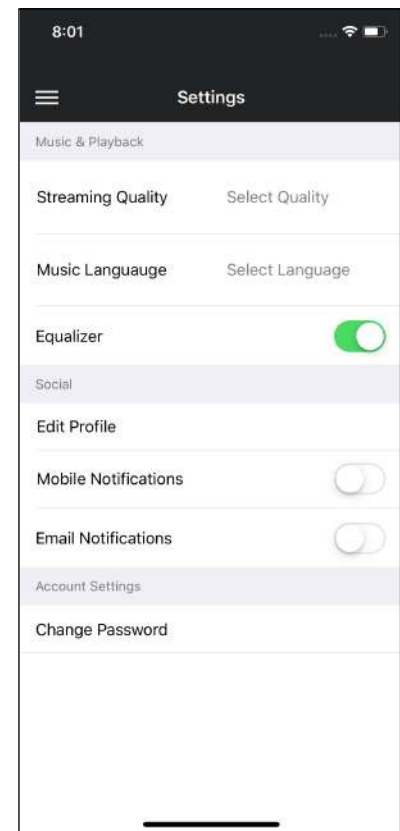 8:01
Settings
Music & Playback
Streaming Quality Select Quality
Music Languauge Select Language
Equalizer
Social
Edit Profile
Mobile Notifications
Email Notifications
Account Settings
Change Password